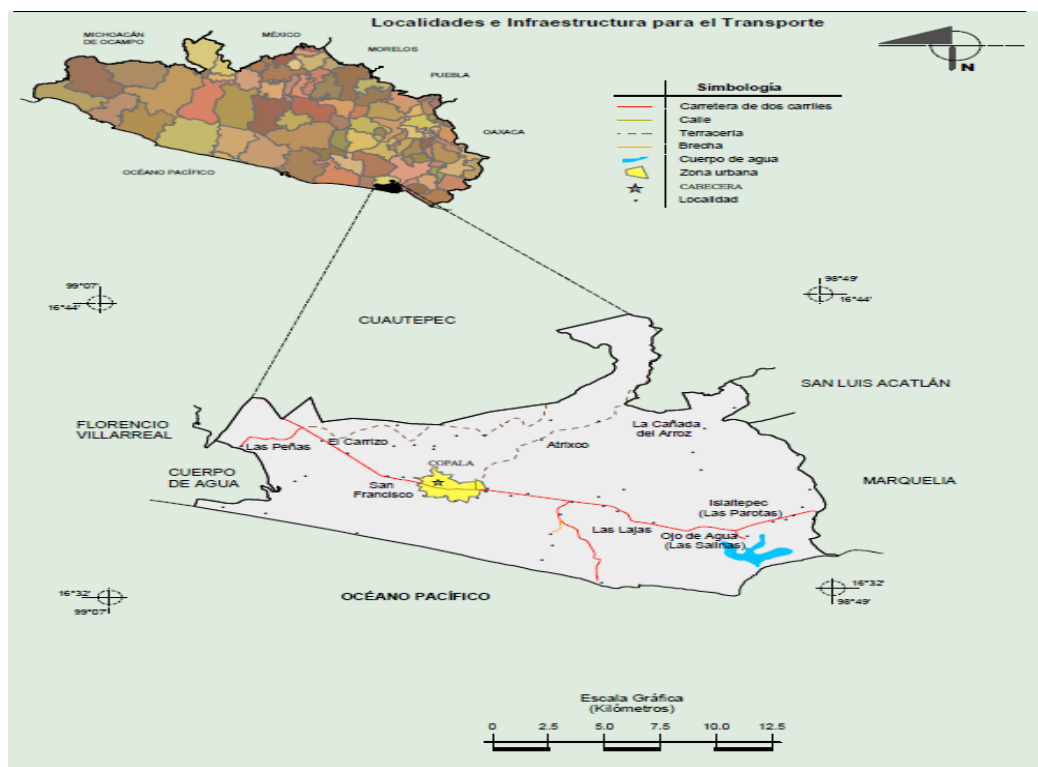 Localidades e Infraestructura para el Transporte
MICHOACÁN
DE OCAMPO
MÉXICO
MORELOS
PUEBLA
OAXACA
OCÉANO PACÍFICO
N
Simbología
Carretera de dos carriles
Calle
Terracería
Brecha
Cuerpo de agua
Zona urbana
CABECERA
Localidad
99°07'
16°44'
98°49'
16°44'
CUAUTEPEC
SAN LUIS ACATLÁN
FLORENCIO
VILLARREAL
La Cañada
del Arroz
Las Peñas
El Carrizo
Atrixco
COPALA
CUERPO
DE AGUA
San
Francisco
MARQUELIA
Islaltepec
(Las Parotas)
Las Lajas
Ojo de Agua
(Las Salinas)
16°32'
99°07'
OCÉANO PACÍFICO
16°32'
98°49'
Escala Gráfica
(Kilómetros)
0 2.5 5.0 7.5 10.0 12.5